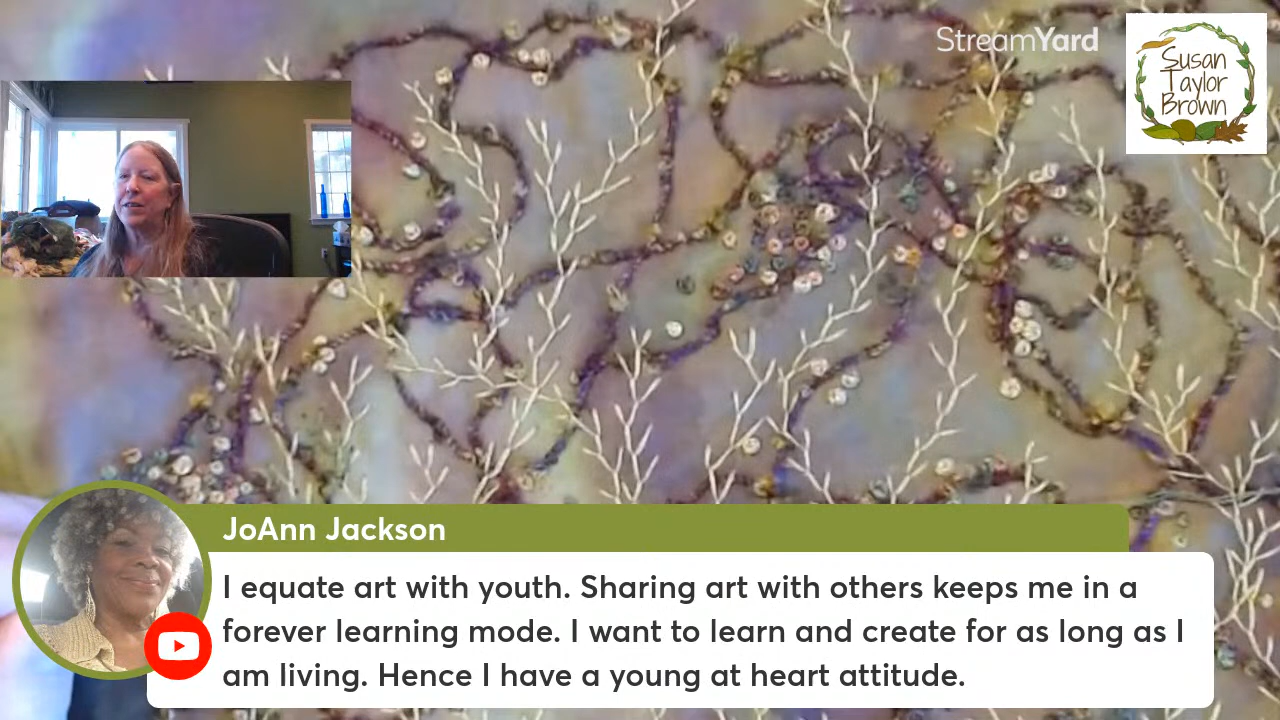 StreamYard
Susan
Taylor
Brown
JoAnn Jackson
I equate art with youth. Sharing art with others keeps me in a
forever learning mode. I want to learn and create for as long as I
am living. Hence I have a young at heart attitude.